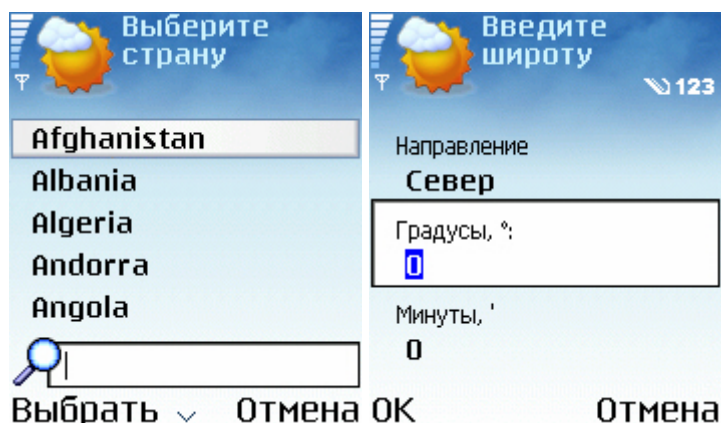 Выберите
страну
Afghanistan
Albania
Algeria
Andorra
Angola
Выбрать Отмена
Введите
широту
123
Направление
Север
Градусы, °:
0
Минуты, '
0
OK Отмена